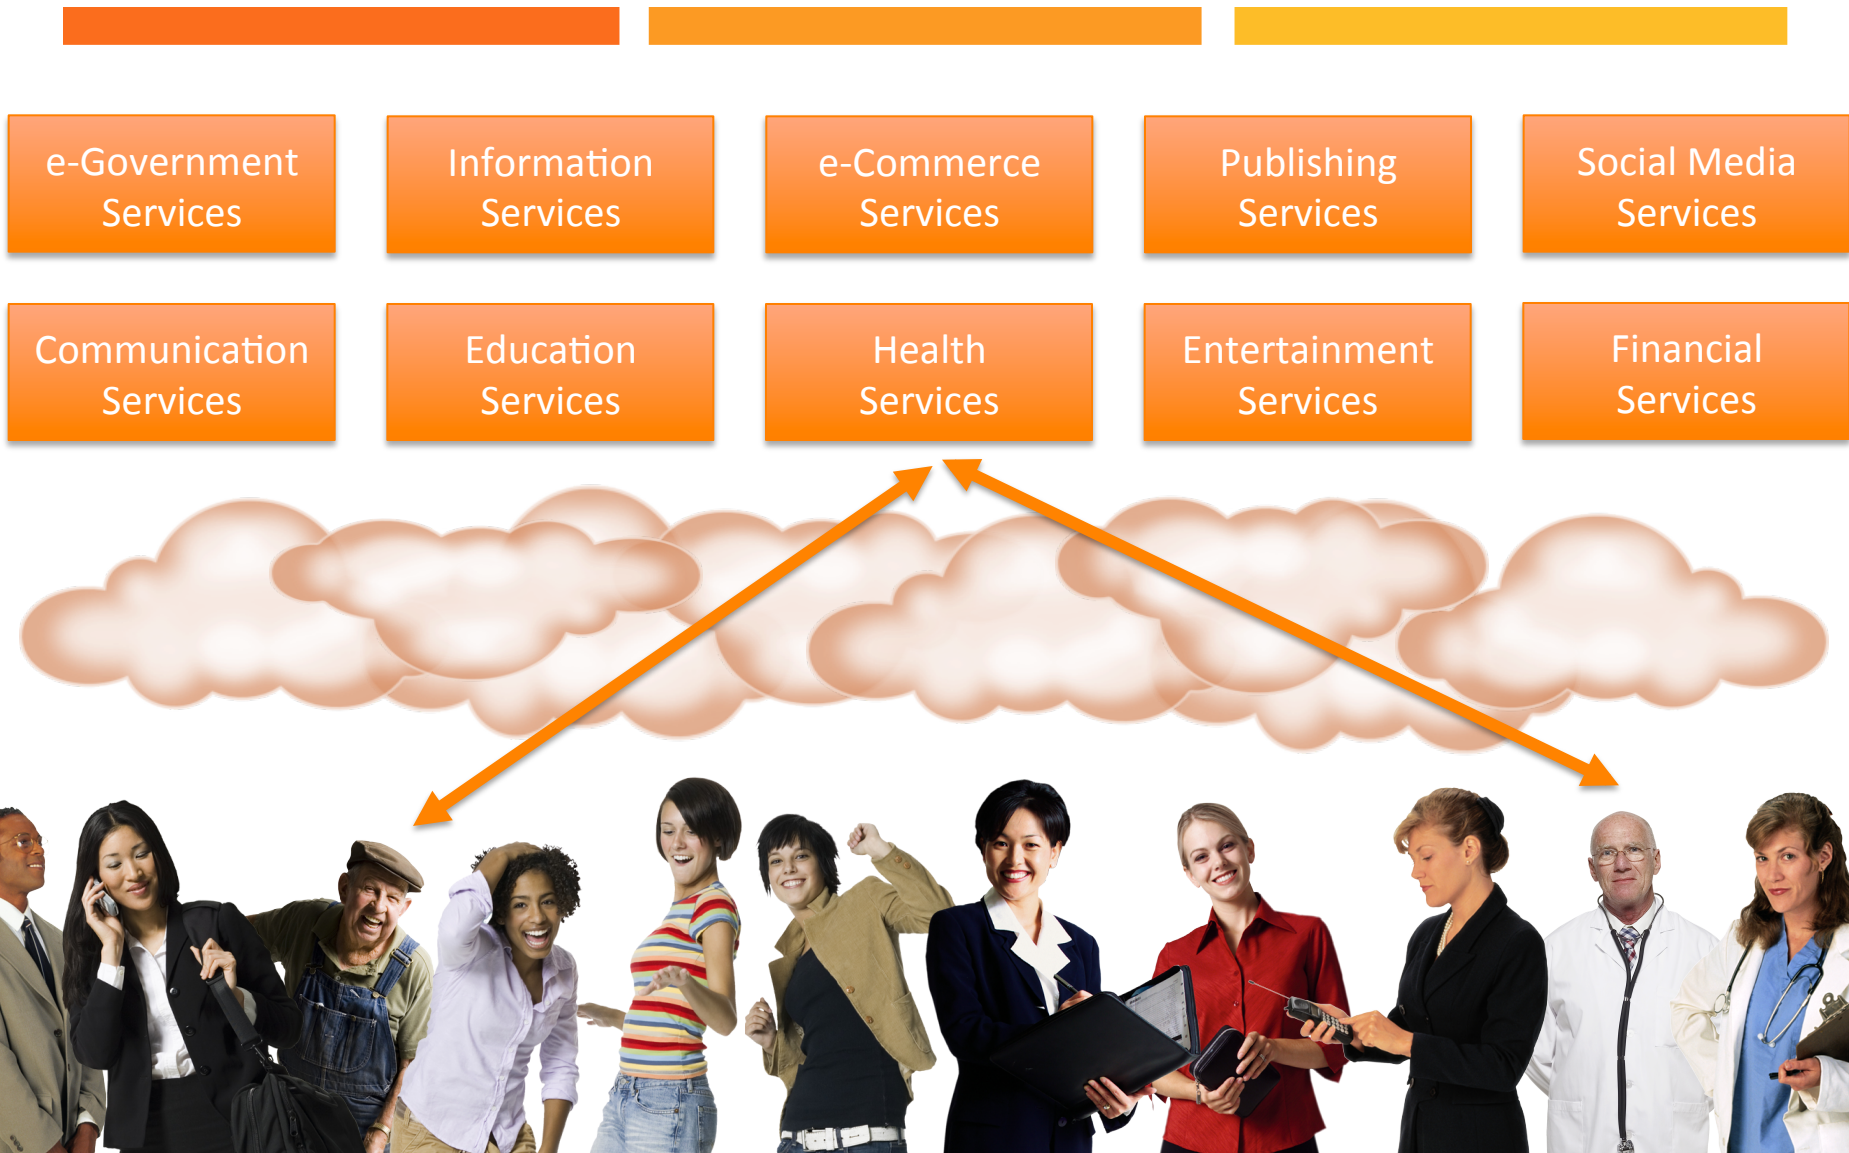 e-Government
Services
Information
Services
e-Commerce
Services
Publishing
Services
Social Media
Services
Communication
Services
Education
Services
Health
Services
Entertainment
Services
Financial
Services